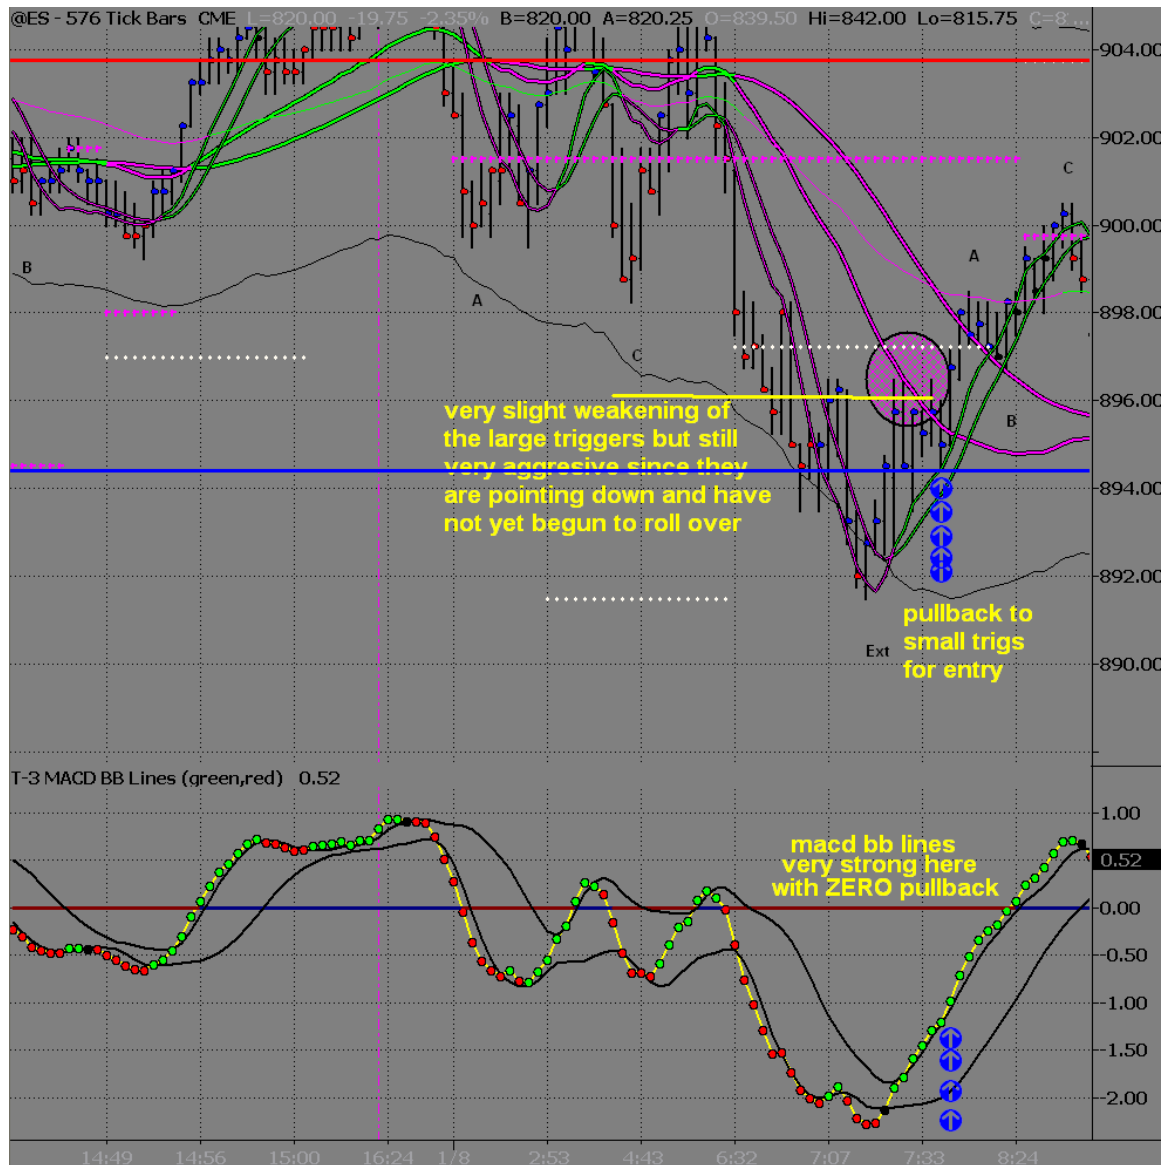 @ES - 576 Tick Bars CME L=820.00 -19.75 -2.35% B=820.00 A=820.25 O=839.50 Hi=842.00 Lo=815.75
904.00
902.00
900.00
898.00
896.00
894.00
892.00
890.00
B
A
C
A
C
B
very slight weakening of
the large triggers but still
very aggresive since they
are pointing down and have
not yet begun to roll over
Ext
pullback to
small trigs
for entry
T-3 MACD BB Lines (green,red) 0.52
macd bb lines
very strong here
with ZERO pullback
1.00
0.52
0.00
-0.50
-1.00
-1.50
-2.00
14:49 14:56 15:00 16:24 1/8 2:53 4:43 6:32 7:07 7:33 8:24